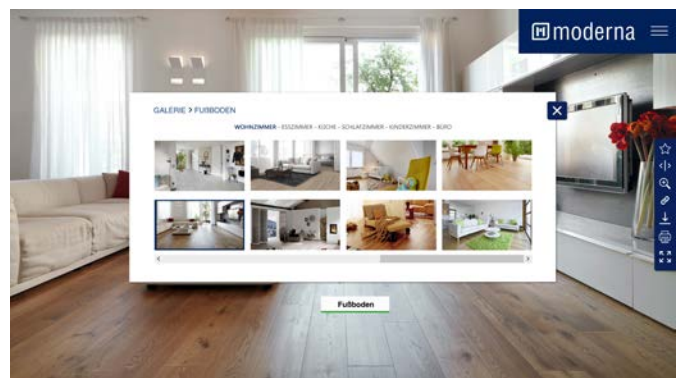 moderna
GALERIE > FUẞBODEN
WOHNZIMMER - ESSZIMMER - KÜCHE - SCHLAFZIMMER - KINDERZIMMER - BÜRO
Fußboden